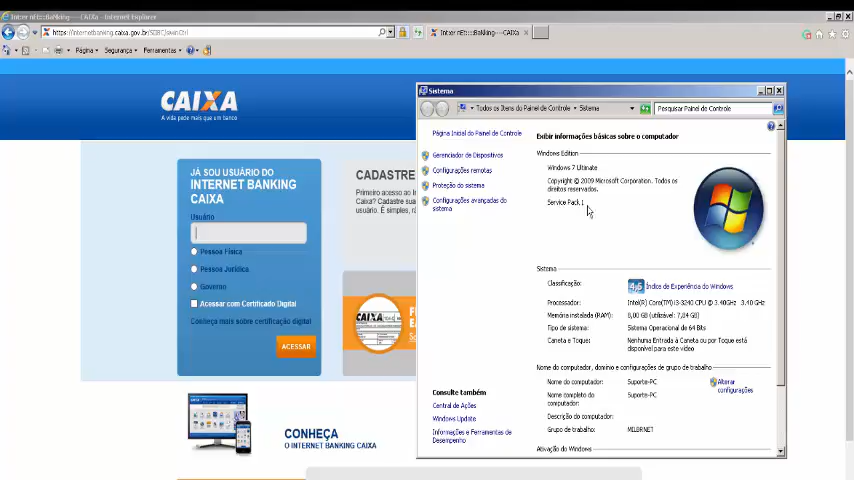 InterNet::::Banking----CAIXA - Internet Explorer
Página Segurança Ferramentas
CAIXA
A vida pede mais que um banco
JÁ SOU USUÁRIO DO
INTERNET BANKING
CAIXA
Usuário
Pessoa Física
Pessoa Jurídica
Governo
Acessar com Certificado Digital
Conheça mais sobre certificação digital
ACESSAR
CADASTRE
Primeiro acesso ao In
Caixa? Cadastre sua
usuário. É simples, rá
CAIXA
CONHEÇA
O INTERNET BANKING CAIXA
Sistema
Todos os Itens do Painel de Controle Sistema
Pesquisar Painel de Controle
Página Inicial do Painel de Controle
Gerenciador de Dispositivos
Configurações remotas
Proteção do sistema
Configurações avançadas do
sistema
Consulte também
Central de Ações
Windows Update
Informações e Ferramentas de
Desempenho
Exibir informações básicas sobre o computador
Windows Edition
Windows 7 Ultimate
Copyright © 2009 Microsoft Corporation. Todos os
direitos reservados.
Service Pack 1
Sistema
Classificação: 4,5 Índice de Experiência do Windows
Processador: Intel(R) Core(TM) i3-3240 CPU @ 3.40GHz 3.40 GHz
Memória instalada (RAM): 8,00 GB (utilizável: 7,84 GB)
Tipo de sistema: Sistema Operacional de 64 Bits
Caneta e Toque: Nenhuma Entrada à Caneta ou por Toque está
disponível para este vídeo
Nome do computador, domínio e configurações de grupo de trabalho
Nome do computador: Suporte-PC Alterar
configurações
Nome completo do
computador: Suporte-PC
Descrição do computador:
Grupo de trabalho: MILBRNET
Ativação do Windows